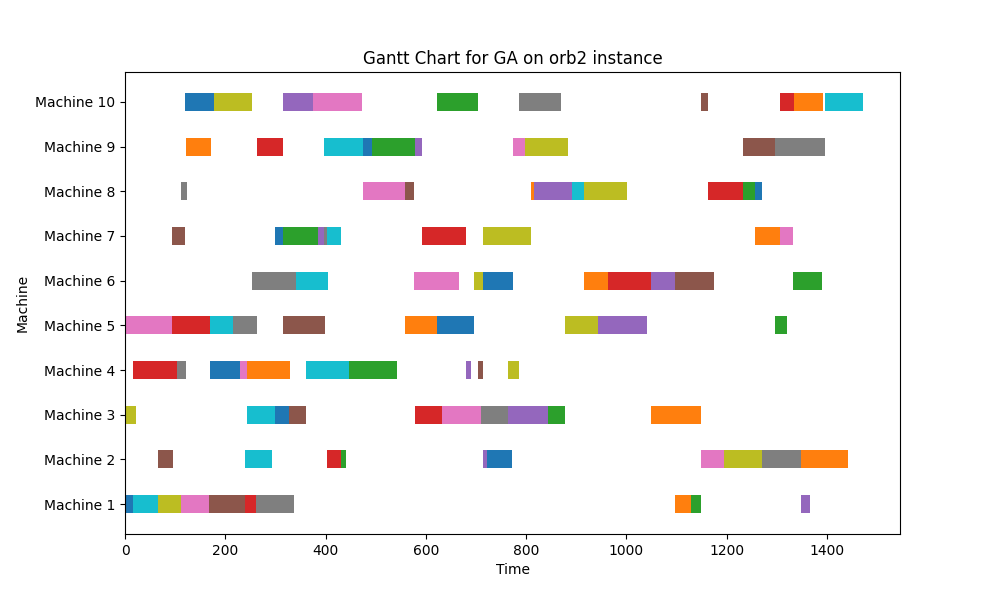 Gantt Chart for GA on orb2 instance
Machine 10
Machine 9
Machine 8
Machine 7
Machine 6
Machine 5
Machine 4
Machine 3
Machine 2
Machine 1
Machine
0 200 400 600 800 1000 1200 1400
Time